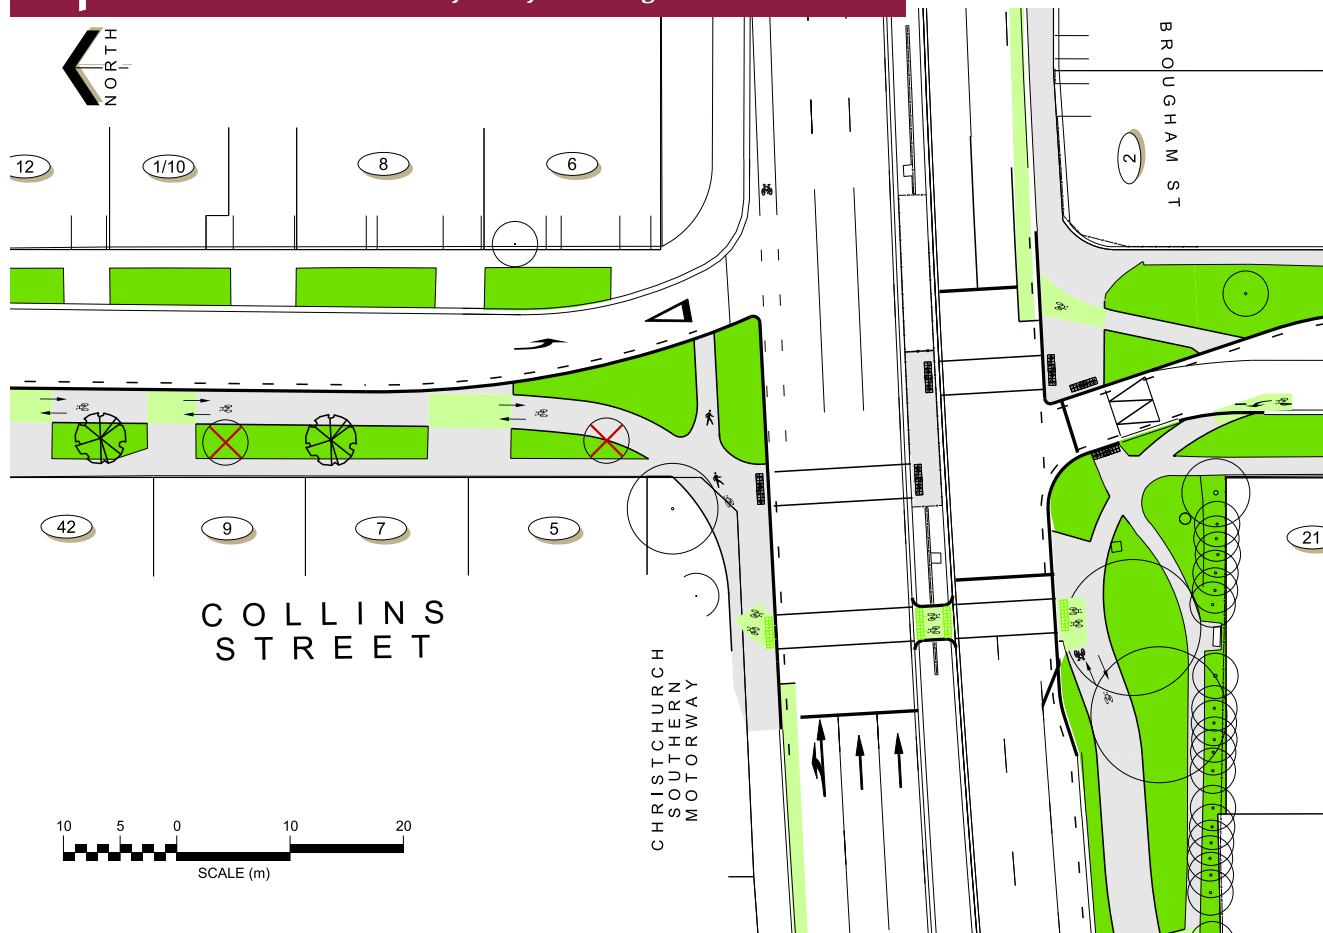 NORTH
BROUGHAM ST
12
1/10
8
6
2
42
9
7
5
21
COLLINS
STREET
CHRISTCHURCH
SOUTHERN
MOTORWAY
10 5 0 10 20
SCALE (m)